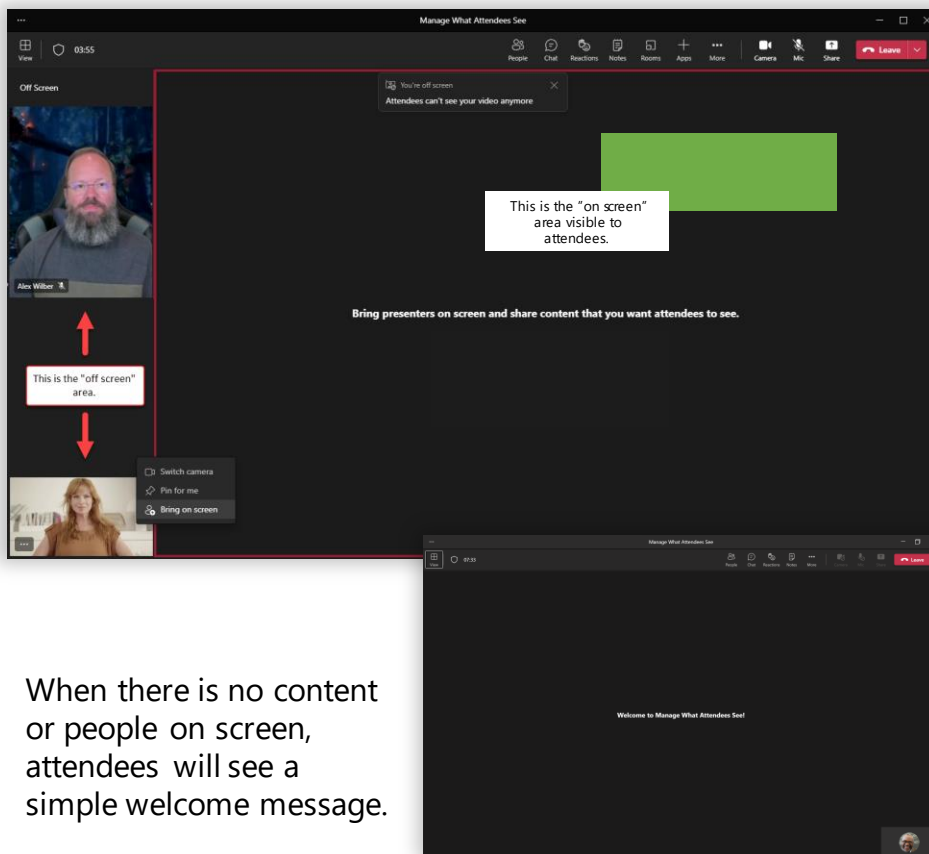 Manage What Attendees See
View
03:55
People
Chat
Reactions
Notes
Rooms
Apps
More
Camera
Mic
Share
Leave
Off Screen
You're off screen
Attendees can't see your video anymore
This is the "on screen"
area visible to
attendees.
Alex Wilber
Bring presenters on screen and share content that you want attendees to see.
This is the "off screen"
area.
Switch camera
Pin for me
Bring on screen
Manage What Attendees See
View
07:55
People
Chat
Reactions
Notes
More
Camera
Mic
Share
Leave
Welcome to Manage What Attendees See!
When there is no content
or people on screen,
attendees will see a
simple welcome message.